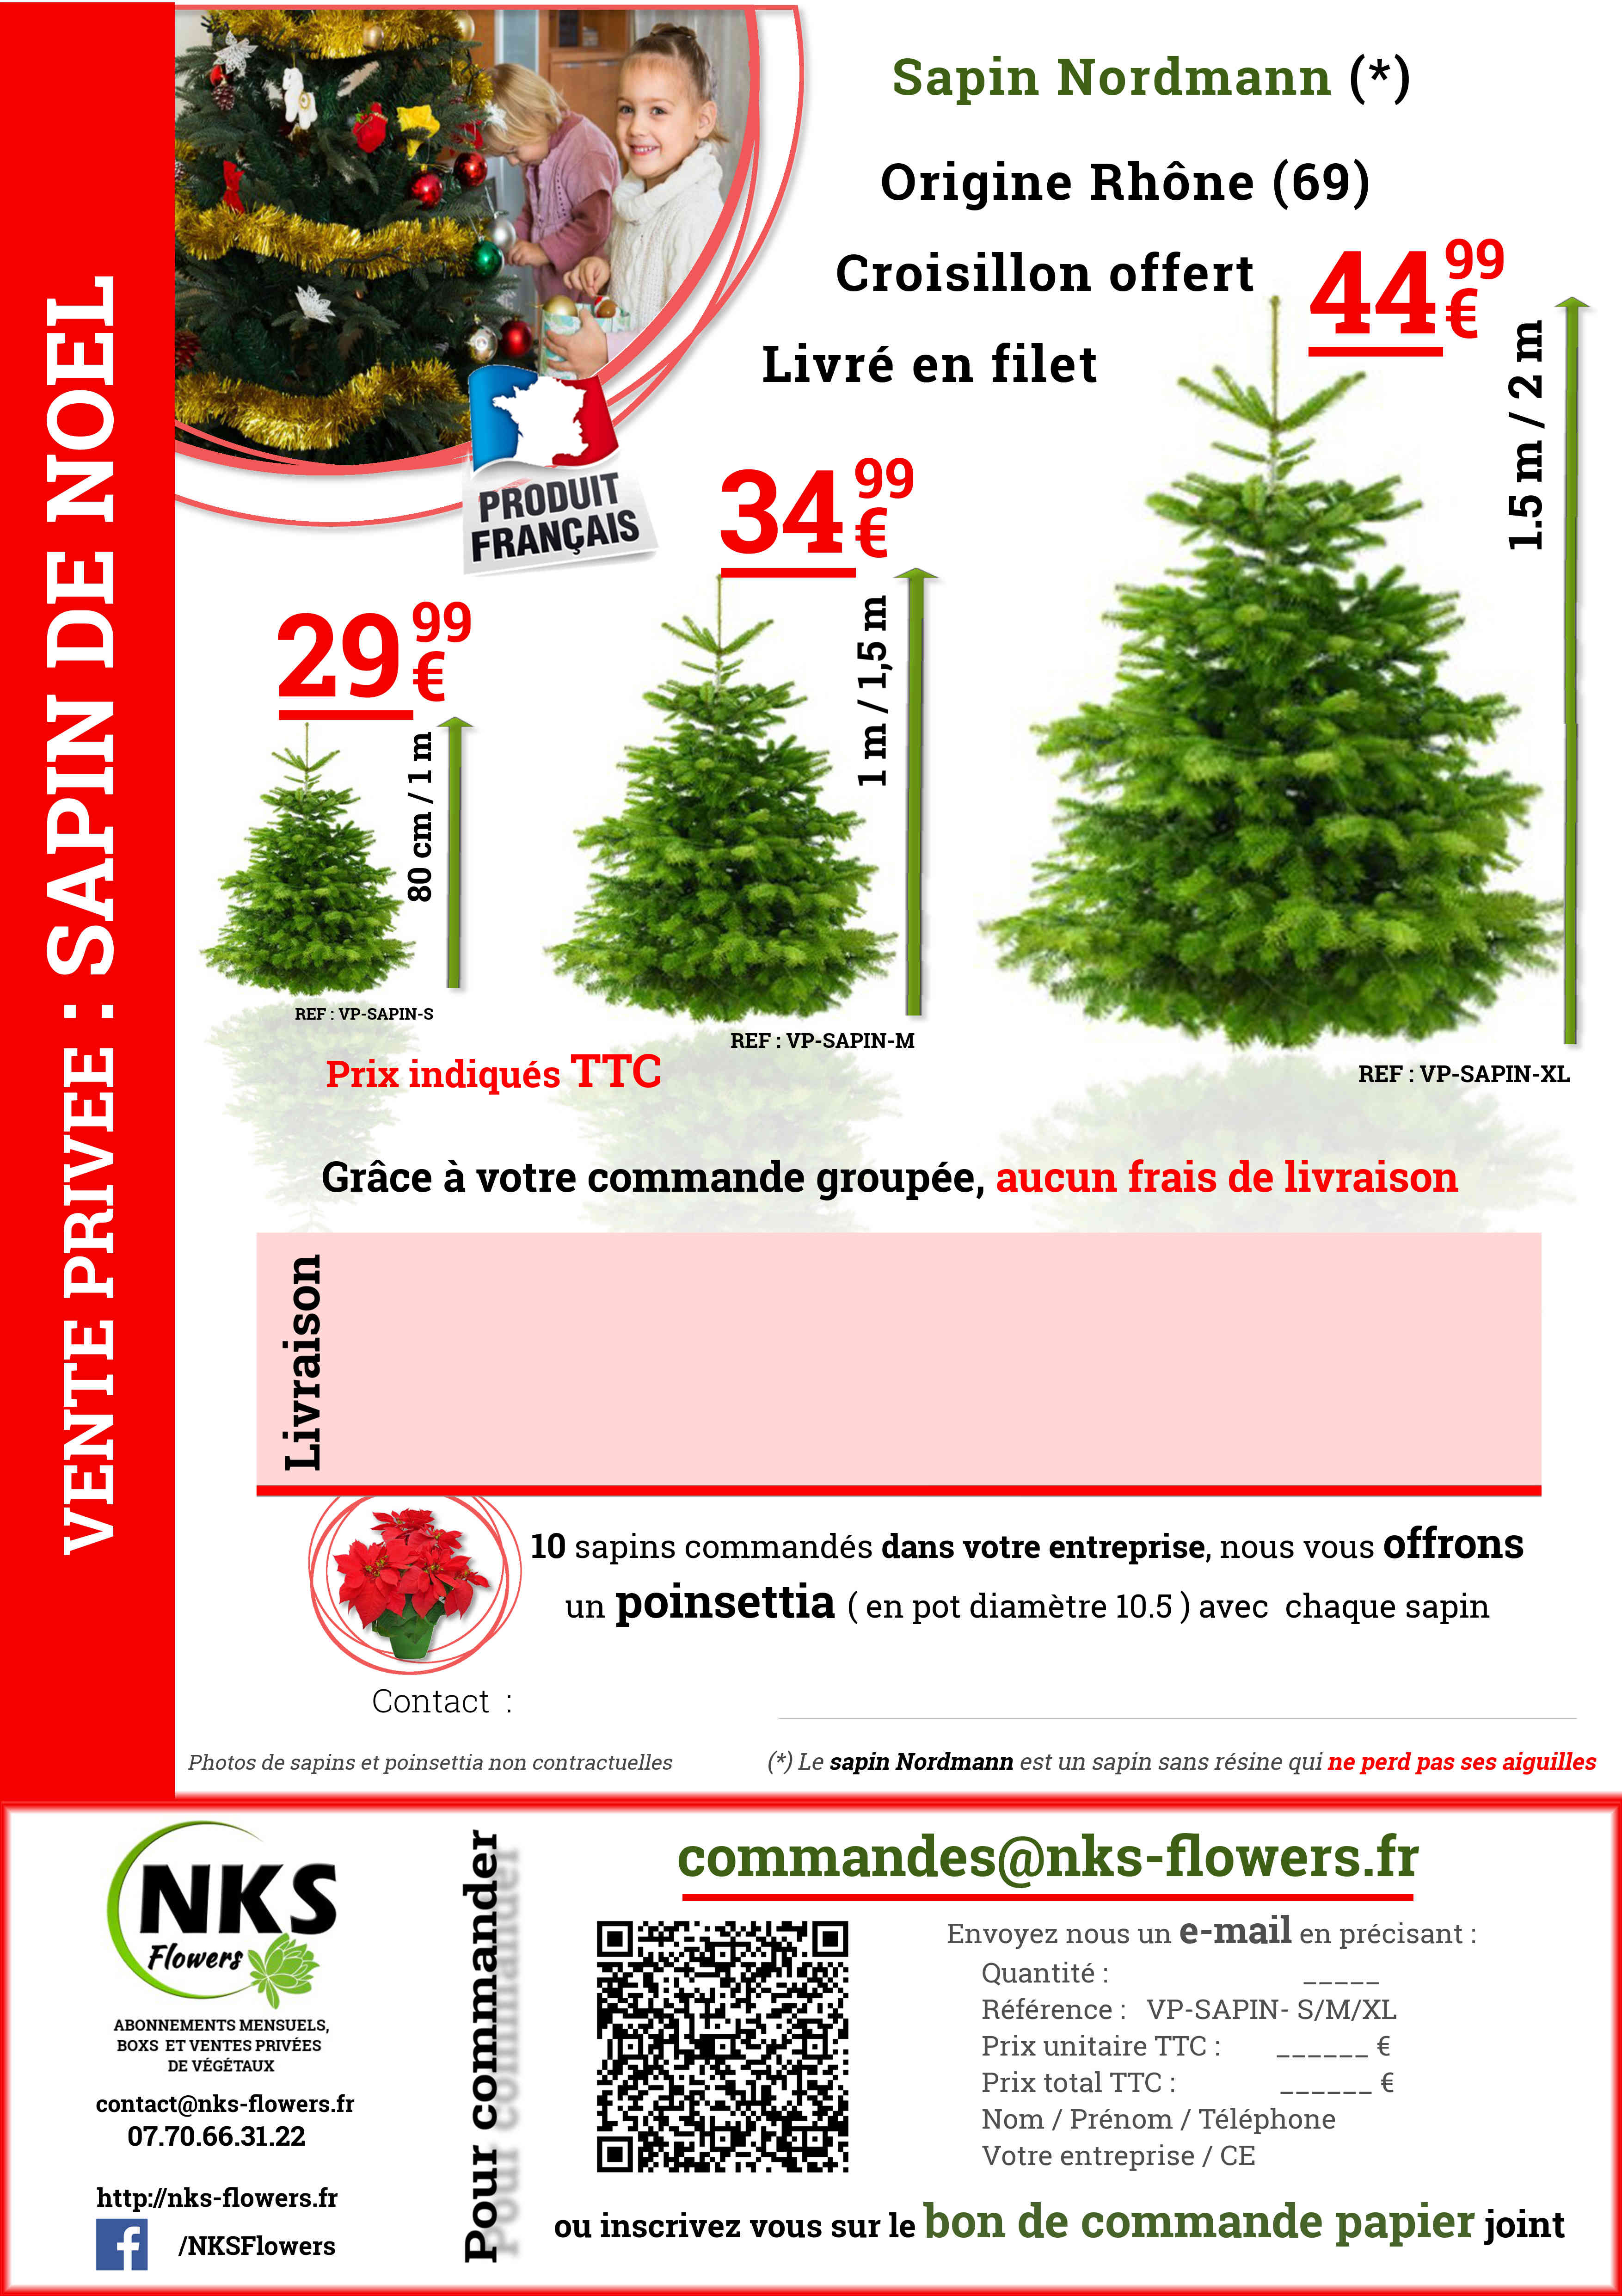 VENTE PRIVEE : SAPIN DE NOEL
Sapin Nordmann (*)
Origine Rhône (69)
Croisillon offert
Livré en filet
PRODUIT
FRANÇAIS
29 99 €
80 cm / 1 m
REF : VP-SAPIN-S
34 99 €
1 m / 1,5 m
REF : VP-SAPIN-M
44 99 €
1.5 m / 2 m
REF : VP-SAPIN-XL
Prix indiqués TTC
Grâce à votre commande groupée, aucun frais de livraison
Livraison
10 sapins commandés dans votre entreprise, nous vous offrons
un poinsettia ( en pot diamètre 10.5 ) avec chaque sapin
Contact :
Photos de sapins et poinsettia non contractuelles
(*) Le sapin Nordmann est un sapin sans résine qui ne perd pas ses aiguilles
NKS
Flowers
ABONNEMENTS MENSUELS,
BOXS ET VENTES PRIVÉES
DE VÉGÉTAUX
contact@nks-flowers.fr
07.70.66.31.22
http://nks-flowers.fr
f /NKSFlowers
Pour commander
commandes@nks-flowers.fr
Envoyez nous un e-mail en précisant :
Quantité : _____
Référence : VP-SAPIN- S/M/XL
Prix unitaire TTC : ______ €
Prix total TTC : ______ €
Nom / Prénom / Téléphone
Votre entreprise / CE
ou inscrivez vous sur le bon de commande papier joint